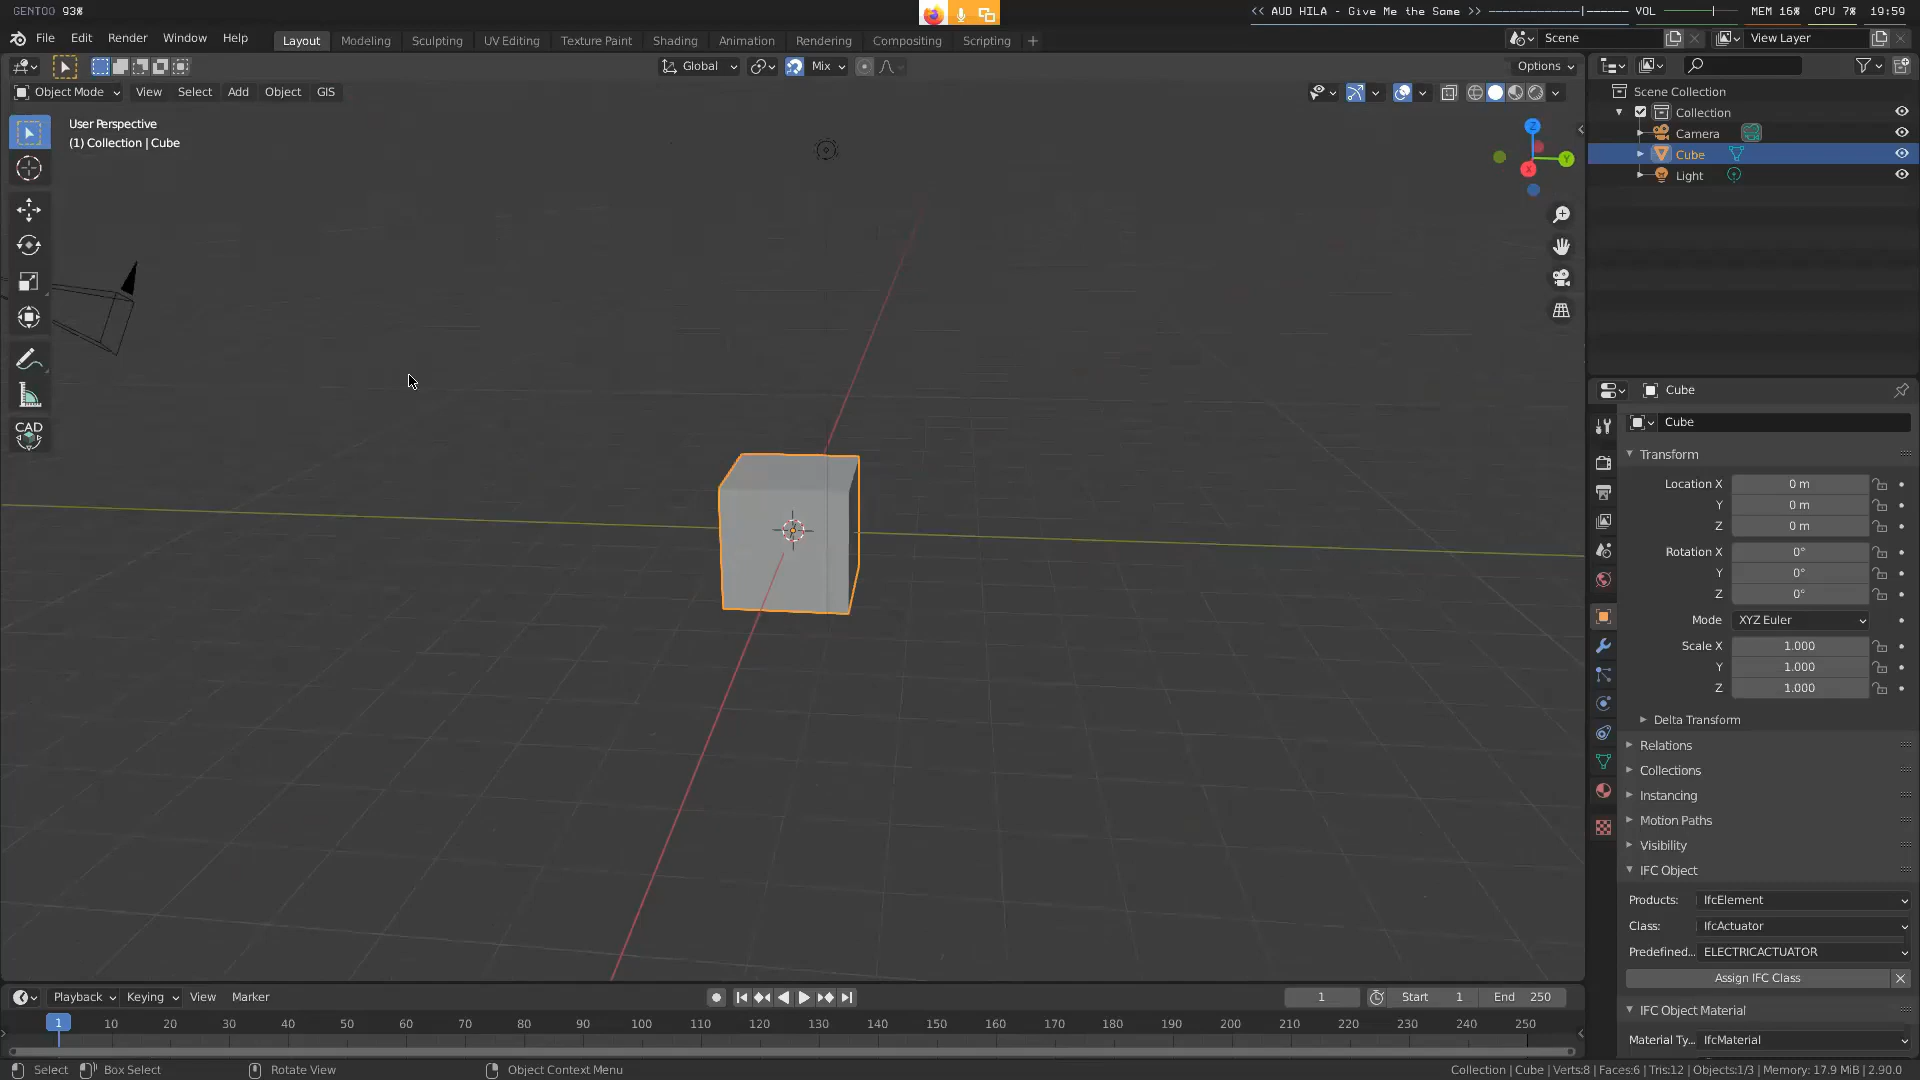 GENTOO 93% << AUD HILA - Give Me the Same >> VOL MEM 16% CPU 7% 19:59
File Edit Render Window Help Layout Modeling Sculpting UV Editing Texture Paint Shading Animation Rendering Compositing Scripting + Scene View Layer
Global Mix Options
Object Mode View Select Add Object GIS
User Perspective
(1) Collection | Cube
Z
Y
X
CAD
Scene Collection
Collection
Camera
Cube
Light
Cube
Cube
Transform
Location X 0 m
Y 0 m
Z 0 m
Rotation X 0°
Y 0°
Z 0°
Mode XYZ Euler
Scale X 1.000
Y 1.000
Z 1.000
Delta Transform
Relations
Collections
Instancing
Motion Paths
Visibility
IFC Object
Products: IfcElement
Class: IfcActuator
Predefined... ELECTRICACTUATOR
Assign IFC Class
IFC Object Material
Material Ty... IfcMaterial
Playback Keying View Marker 1 Start 1 End 250
1 10 20 30 40 50 60 70 80 90 100 110 120 130 140 150 160 170 180 190 200 210 220 230 240 250
Select Box Select Rotate View Object Context Menu Collection | Cube | Verts:8 | Faces:6 | Tris:12 | Objects:1/3 | Memory: 17.9 MiB | 2.90.0